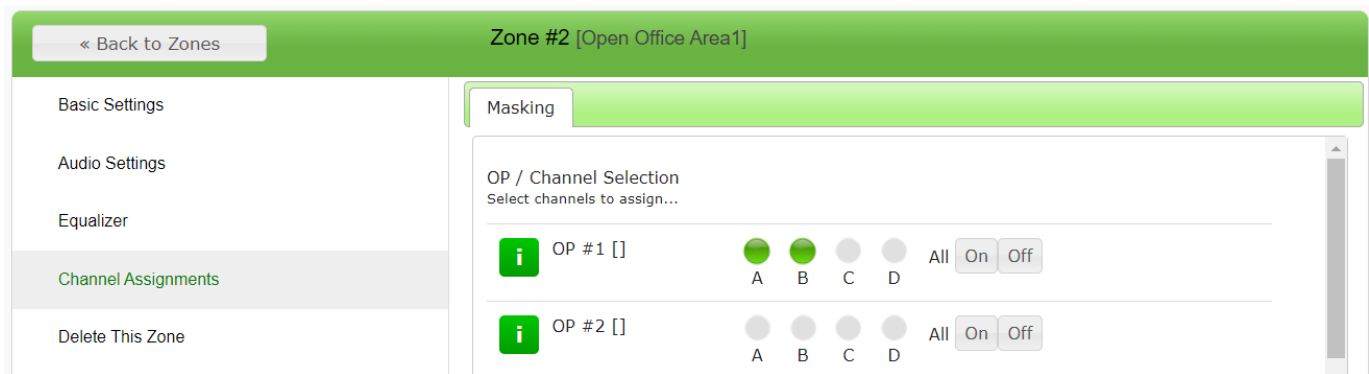 « Back to Zones
Zone #2 [Open Office Area1]
Basic Settings
Audio Settings
Equalizer
Channel Assignments
Delete This Zone
Masking
OP / Channel Selection
Select channels to assign...
i OP #1 [] All On Off
A B C D
i OP #2 [] All On Off
A B C D